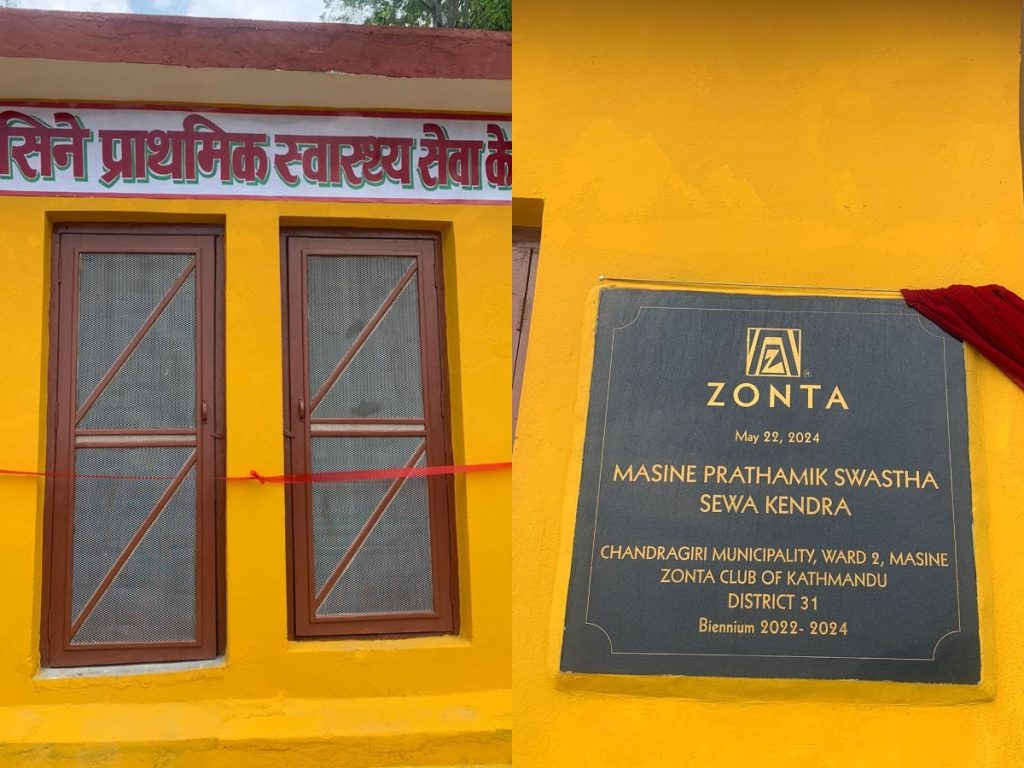 सिने प्राथमिक स्वास्थ्य सेवा के
Z
®
ZONTA
May 22, 2024
MASINE PRATHAMIK SWASTHA
SEWA KENDRA
CHANDRAGIRI MUNICIPALITY, WARD 2, MASINE
ZONTA CLUB OF KATHMANDU
DISTRICT 31
Biennium 2022- 2024